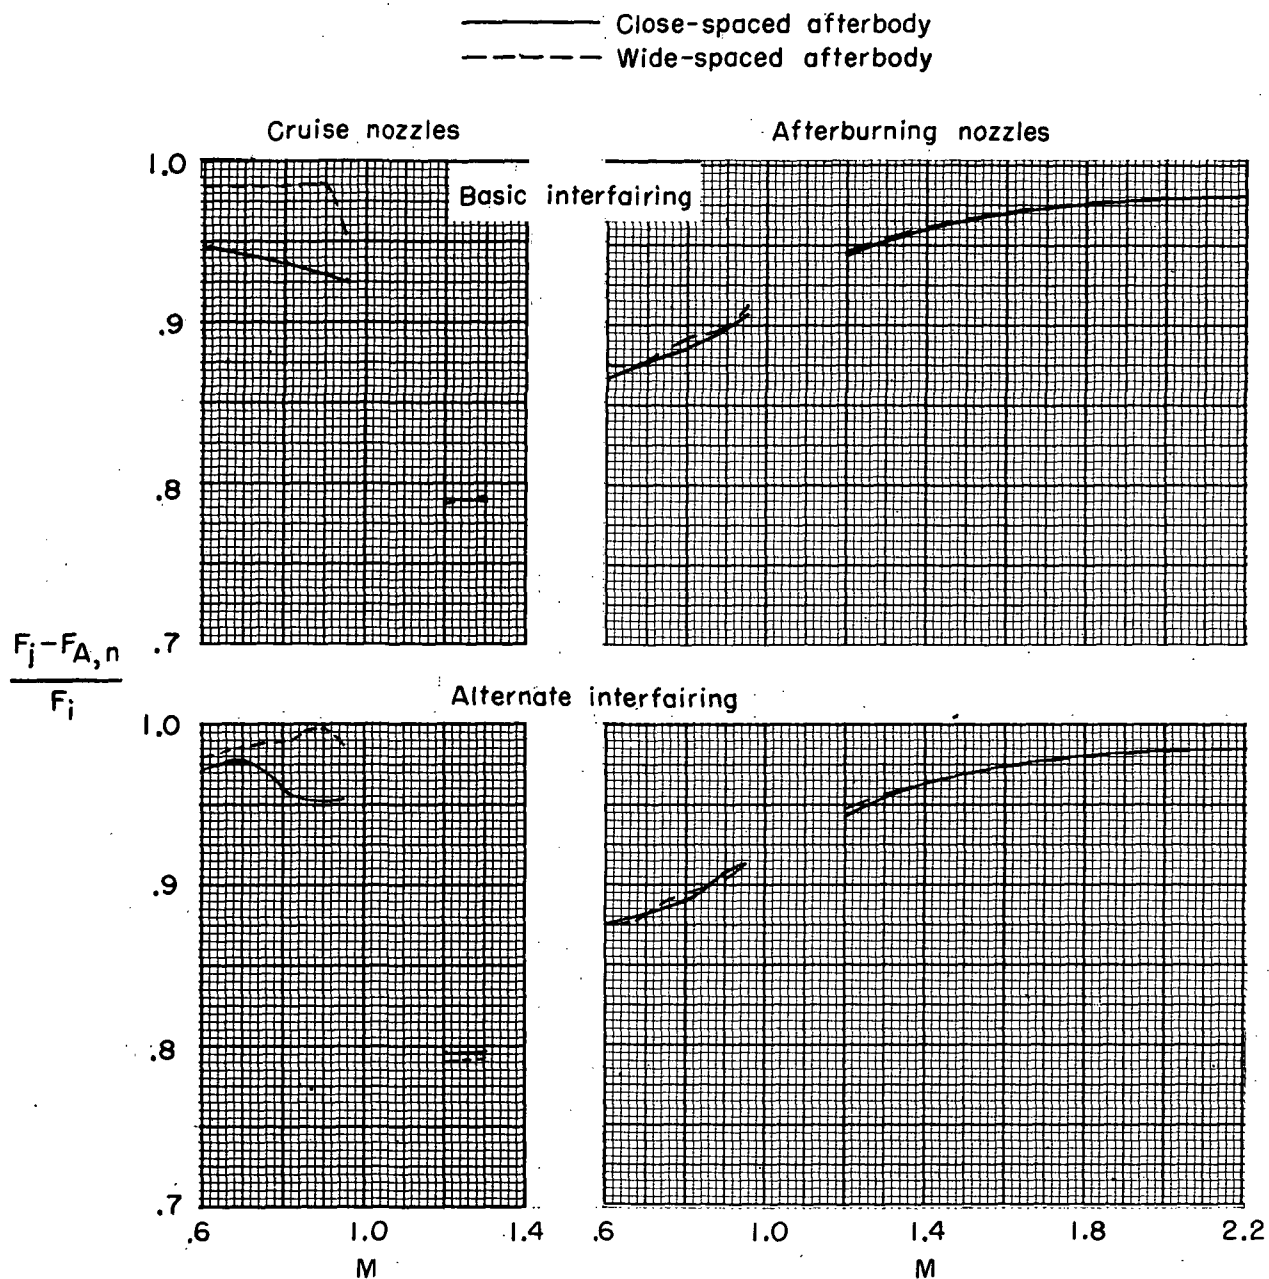 Close-spaced afterbody
Wide-spaced afterbody
Cruise nozzles
Afterburning nozzles
1.0
Basic interfairing
.9
.8
.7
Fj-FA,n
Fi
Alternate interfairing
1.0
.9
.8
.7
.6 1.0 1.4 .6 1.0 1.4 1.8 2.2
M M